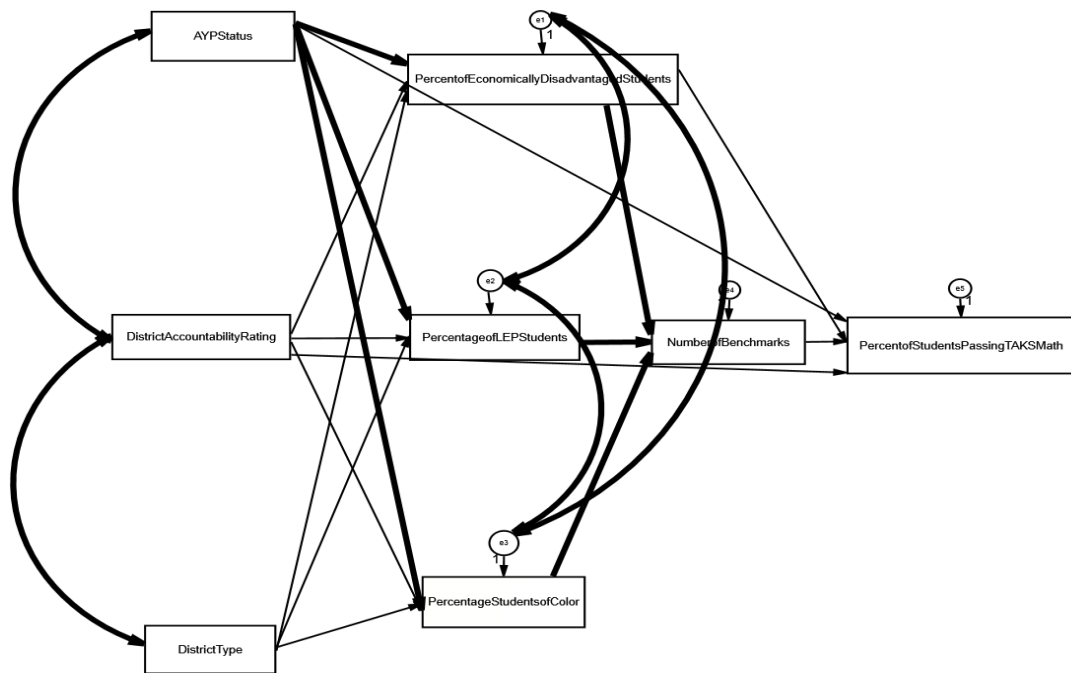 AYPStatus
e1
1
PercentofEconomicallyDisadvantagedStudents
e2
e4
e5
1
DistrictAccountabilityRating
PercentageofLEPStudents
NumberofBenchmarks
PercentofStudentsPassingTAKSMath
e3
1
PercentageStudentsofColor
DistrictType